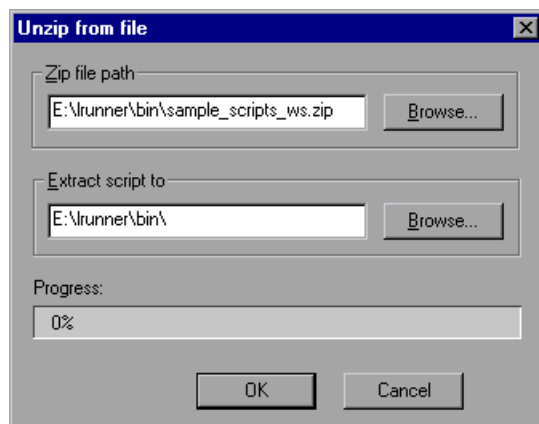 Unzip from file
Zip file path
E:\lrunner\bin\sample_scripts_ws.zip
Browse...
Extract script to
E:\lrunner\bin\
Browse...
Progress:
0%
OK
Cancel